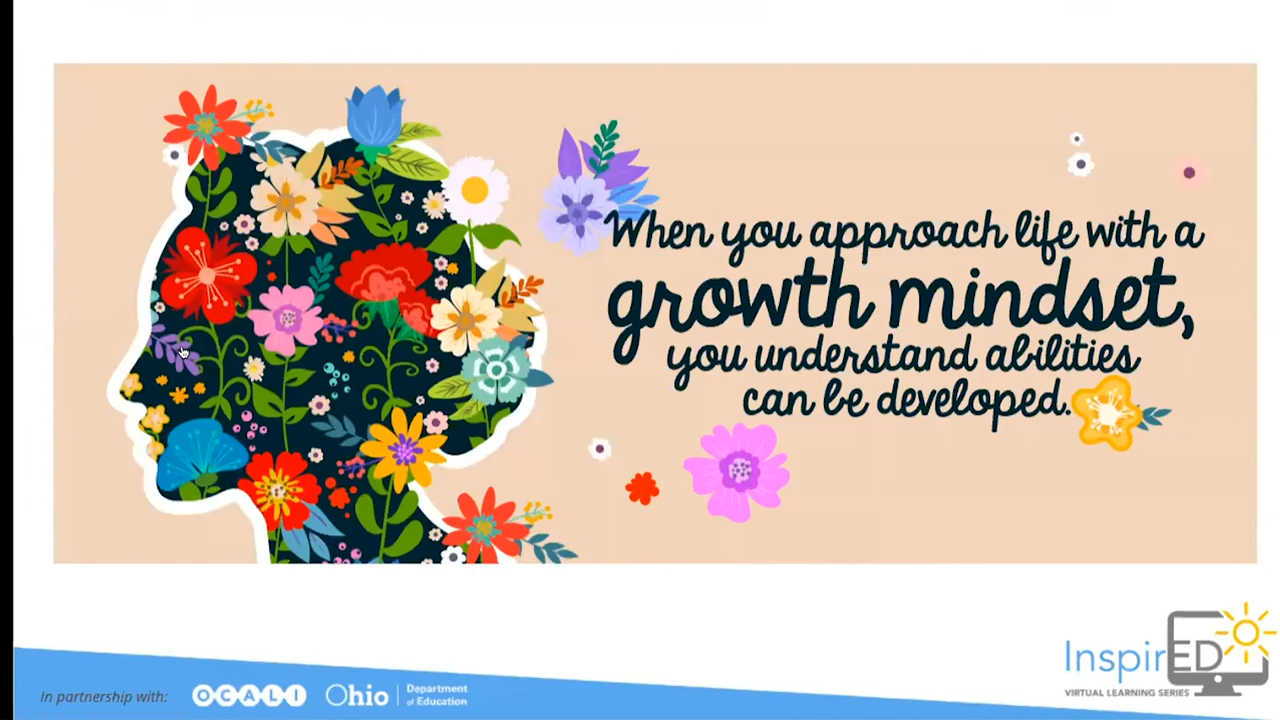 When you approach life with a
growth mindset,
you understand abilities
can be developed.
InspirED
VIRTUAL LEARNING SERIES
In partnership with:
OCALI
Ohio
Department
of Education